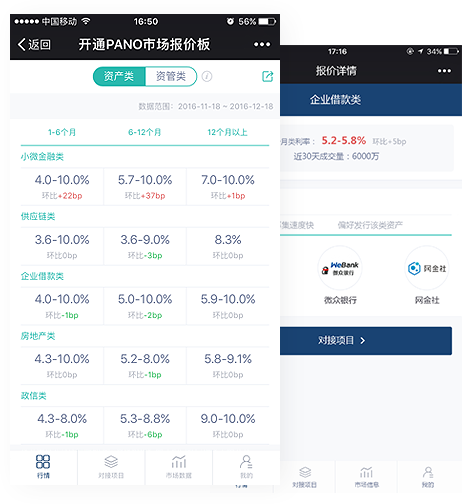 中国移动 16:50 56%
返回 开通PANO市场报价板
资产类 资管类
数据范围：2016-11-18 ~ 2016-12-18
1-6个月 6-12个月 12个月以上
小微金融类
4.0-10.0% 5.7-10.0% 7.0-10.0%
环比+22bp 环比+37bp 环比+1bp
供应链类
3.6-10.0% 3.6-9.0% 8.3%
环比0bp 环比-3bp 环比0bp
企业借款类
4.0-10.0% 5.0-10.0% 5.9-10.0%
环比-1bp 环比-2bp 环比0bp
房地产类
4.3-10.0% 5.2-8.0% 5.8-9.1%
环比0bp 环比-1bp 环比0bp
政信类
4.3-8.0% 5.3-8.8% 9.0-10.0%
环比-1bp 环比-6bp 环比0bp
行情 对接项目 市场数据 我的
17:16 34%
报价详情
企业借款类
月类利率： 5.2-5.8% 环比+5bp
近30天成交量：6000万
集速度快 偏好发行该类资产
WeBank
微众银行 网金社
微众银行 网金社
对接项目
行情 对接项目 市场信息 我的